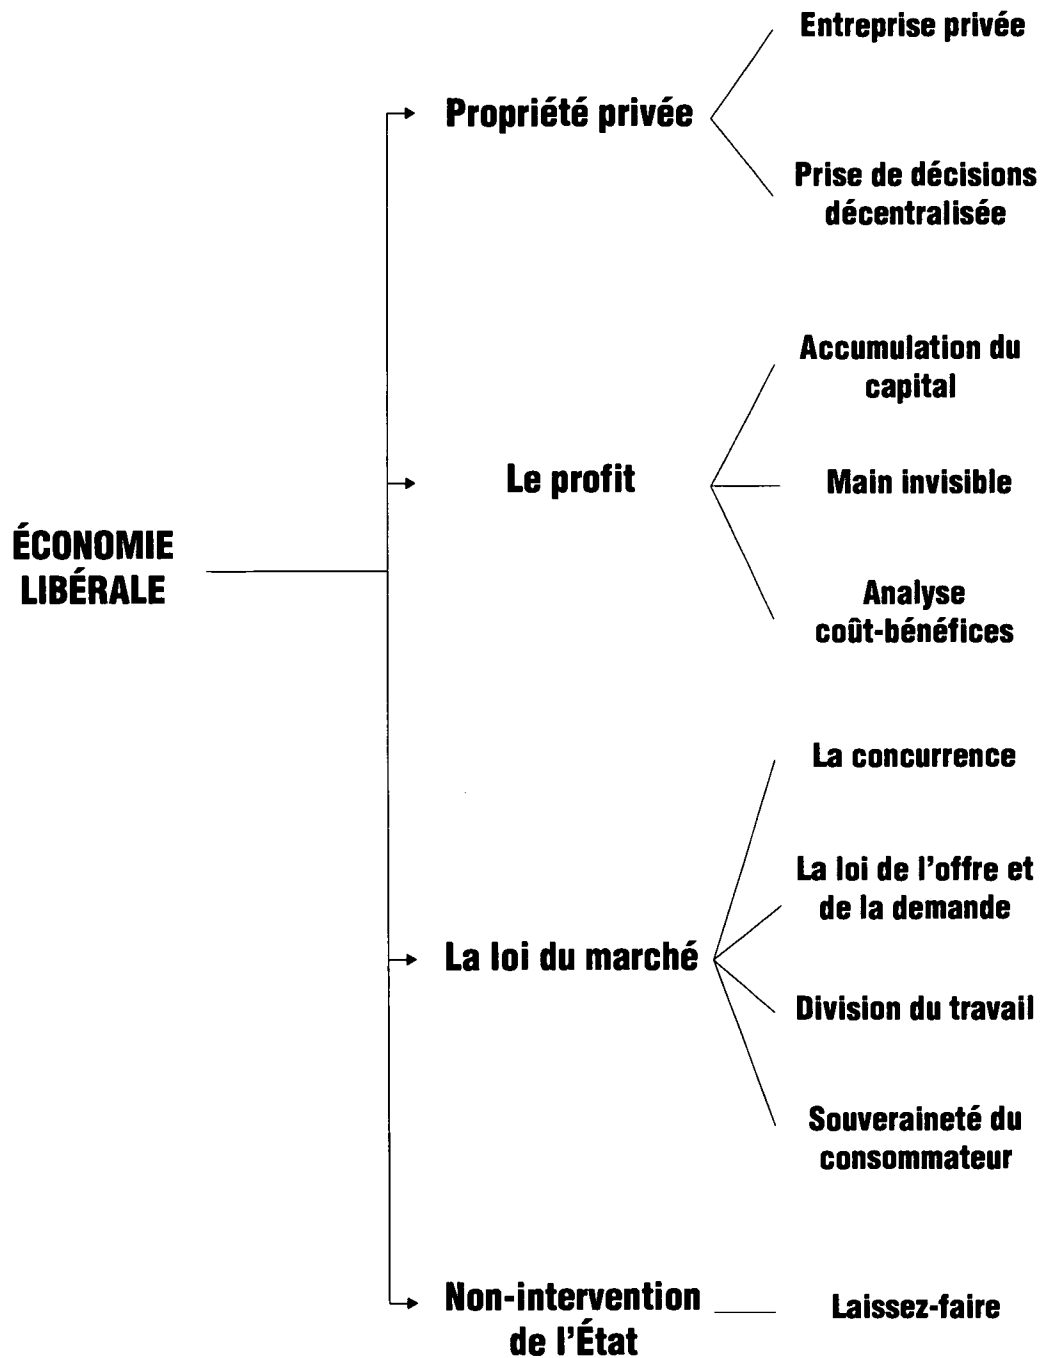 Entreprise privée
Propriété privée
Prise de décisions
décentralisée
Accumulation du
capital
Le profit
Main invisible
ÉCONOMIE
LIBÉRALE
Analyse
coût-bénéfices
La concurrence
La loi de l'offre et
de la demande
La loi du marché
Division du travail
Souveraineté du
consommateur
Non-intervention
de l'État
Laissez-faire